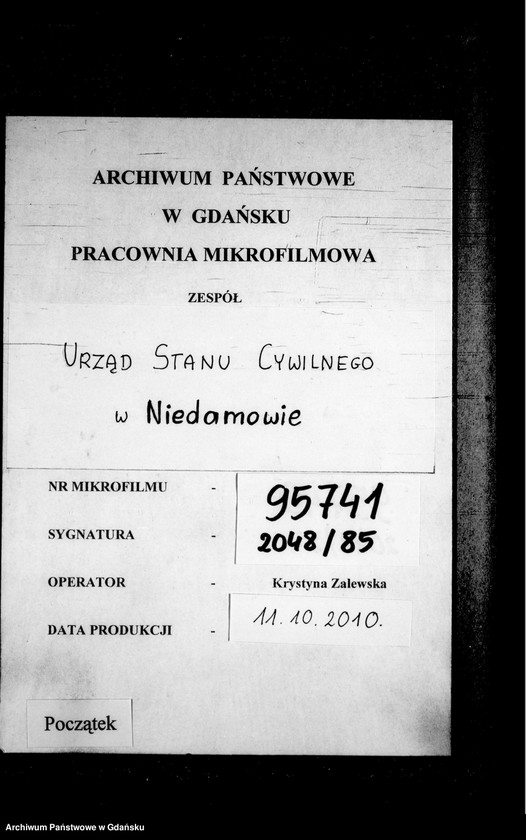 ARCHIWUM PAŃSTWOWE
W GDAŃSKU
PRACOWNIA MIKROFILMOWA
ZESPÓŁ
URZĄD STANU CYWILNEGO
w Niedamowie
NR MIKROFILMU - 95741
SYGNATURA - 2048/85
OPERATOR - Krystyna Zalewska
DATA PRODUKCJI - 11.10.2010.
Początek
Archiwum Państwowe w Gdańsku